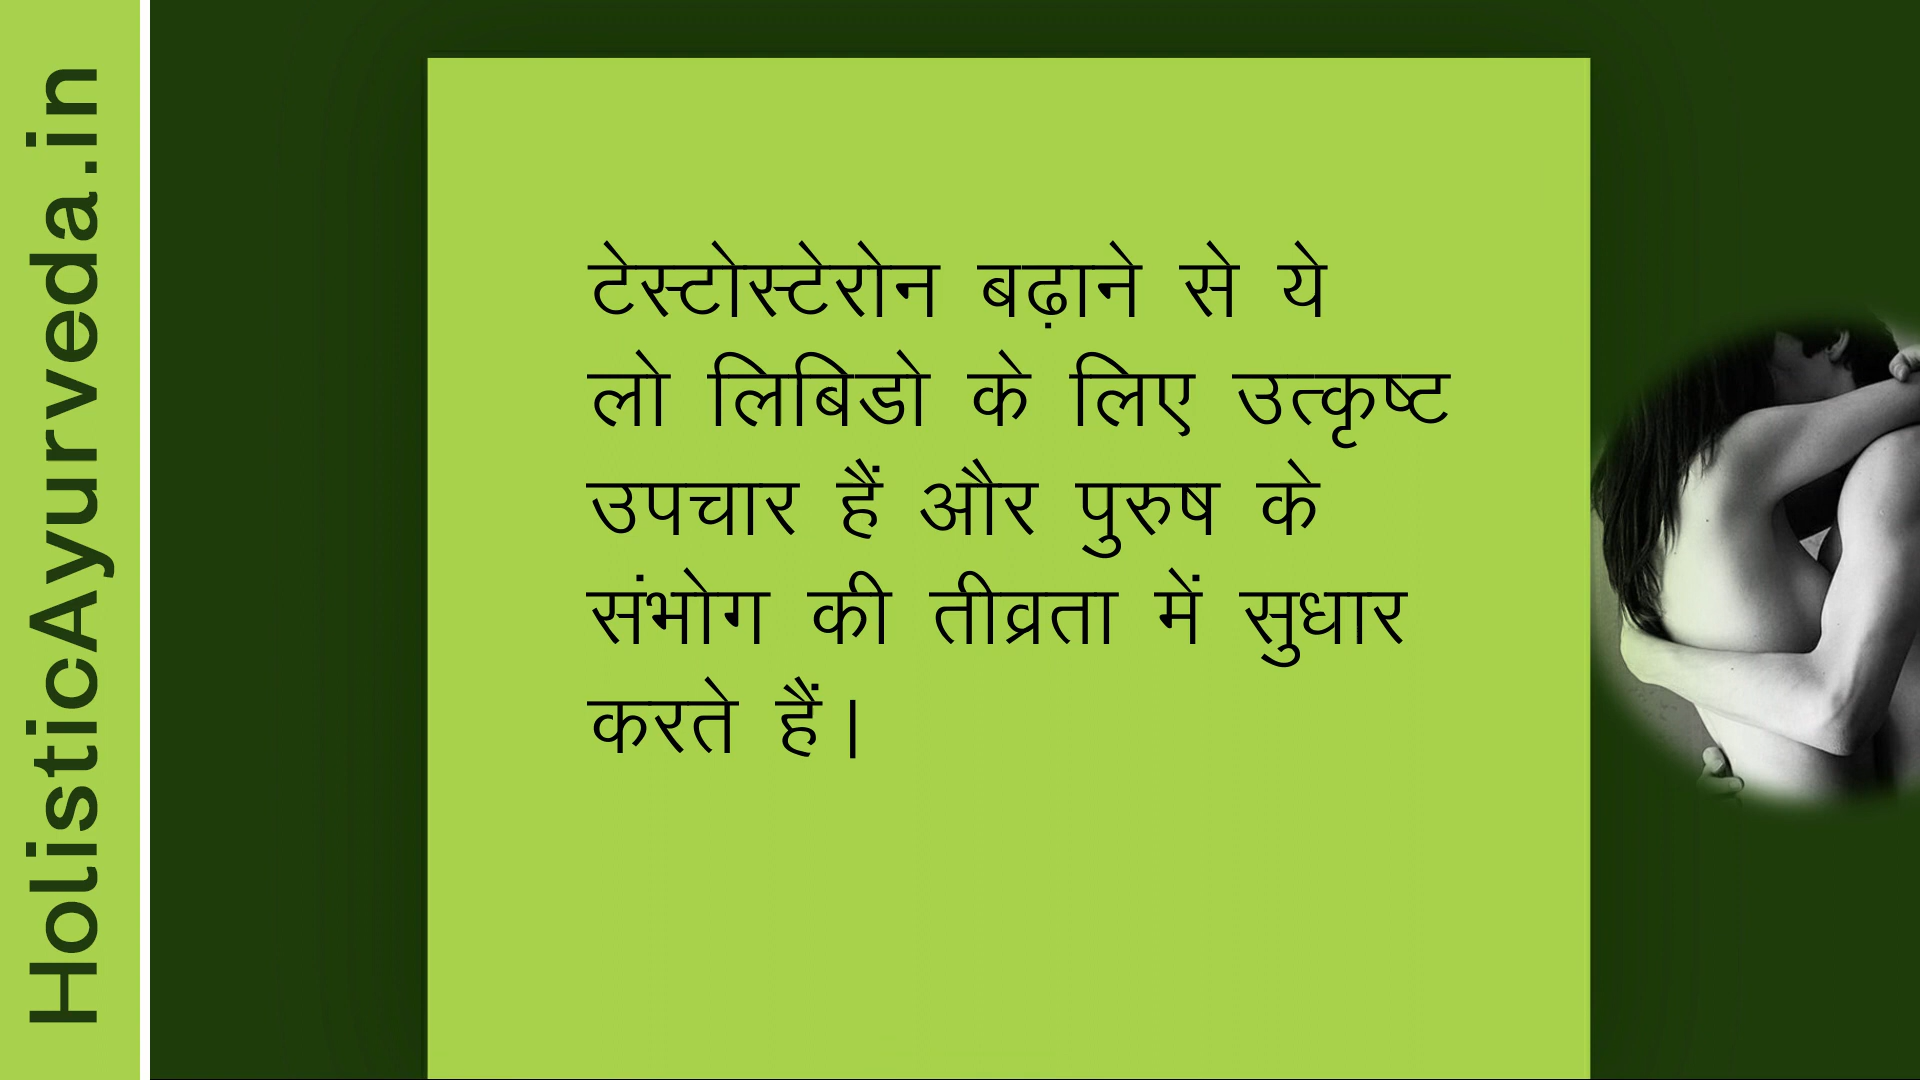 HolisticAyurveda.in
टेस्टोस्टेरोन बढ़ाने से ये
लो लिबिडो के लिए उत्कृष्ट
उपचार हैं और पुरुष के
संभोग की तीव्रता में सुधार
करते हैं।